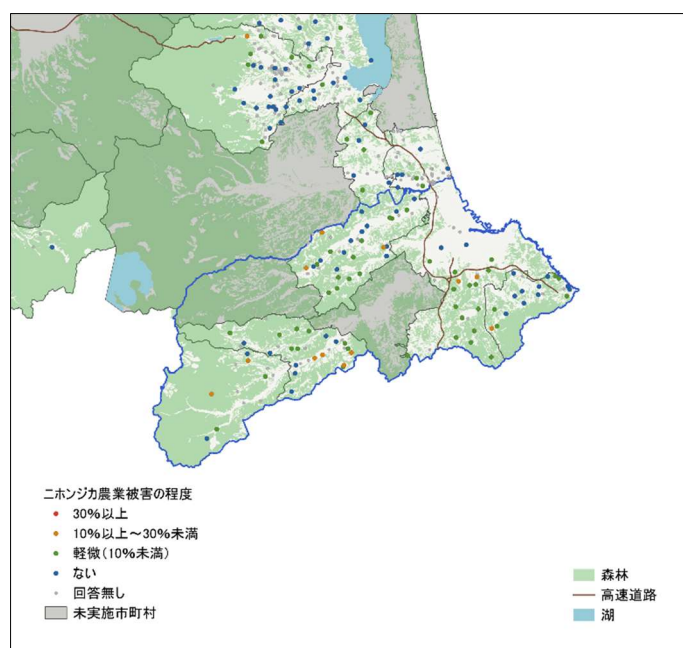 ニホンジカ農業被害の程度
30%以上
10%以上～30%未満
軽微(10%未満)
ない
回答無し
未実施市町村
森林
高速道路
湖